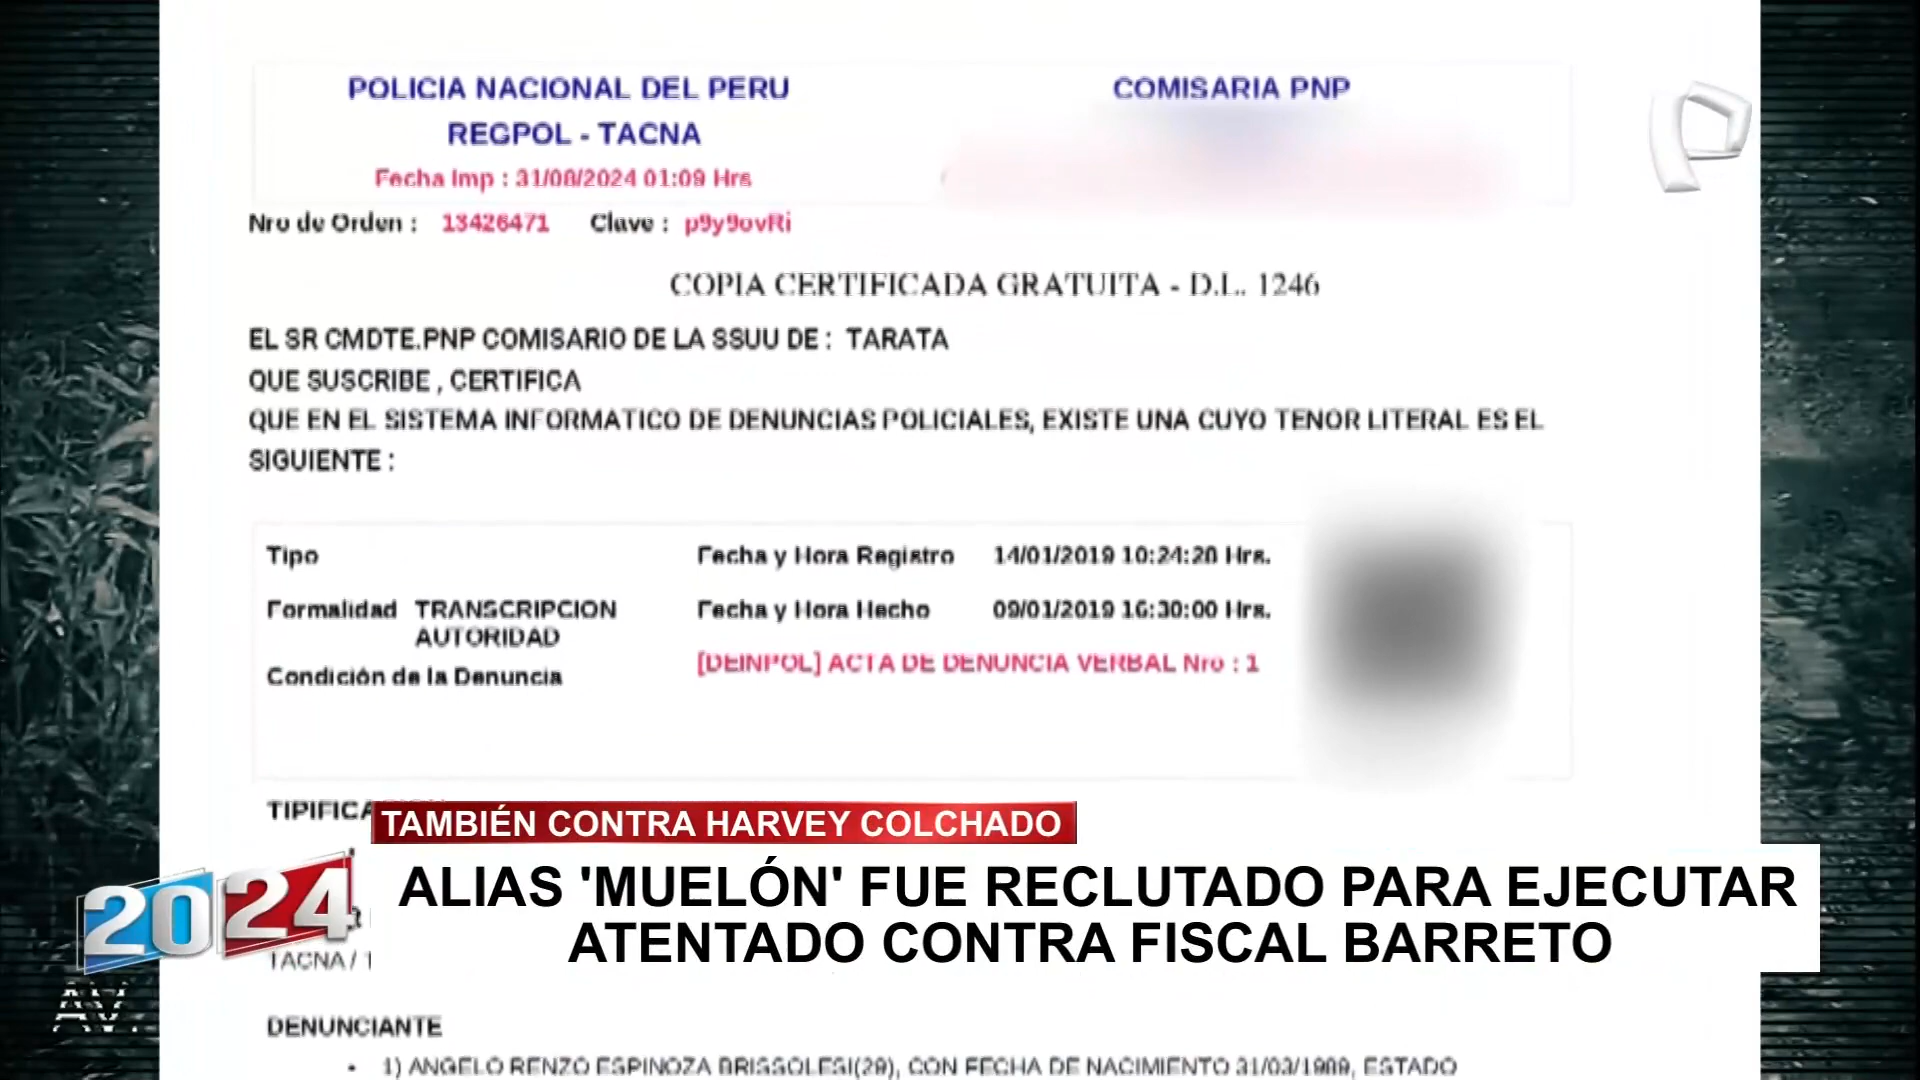 POLICIA NACIONAL DEL PERU
REGPOL - TACNA
Fecha Imp : 31/08/2024 01:09 Hrs
COMISARIA PNP
Nro de Orden : 13426471 Clave : p9y9ovRi
COPIA CERTIFICADA GRATUITA - D.L. 1246
EL SR CMDTE.PNP COMISARIO DE LA SSUU DE : TARATA
QUE SUSCRIBE , CERTIFICA
QUE EN EL SISTEMA INFORMATICO DE DENUNCIAS POLICIALES, EXISTE UNA CUYO TENOR LITERAL ES EL
SIGUIENTE :
Tipo Fecha y Hora Registro 14/01/2019 10:24:28 Hrs.
Formalidad TRANSCRIPCION Fecha y Hora Hecho 09/01/2019 16:30:00 Hrs.
AUTORIDAD
Condición de la Denuncia [DEINPOL] ACTA DE DENUNCIA VERBAL Nro : 1
TAMBIÉN CONTRA HARVEY COLCHADO
2024
ALIAS 'MUELÓN' FUE RECLUTADO PARA EJECUTAR
ATENTADO CONTRA FISCAL BARRETO
TACNA / 1
AV.
DENUNCIANTE
• 1) ANGELO RENZO ESPINOZA BRISSOLESI(29), CON FECHA DE NACIMIENTO 31/03/1989, ESTADO